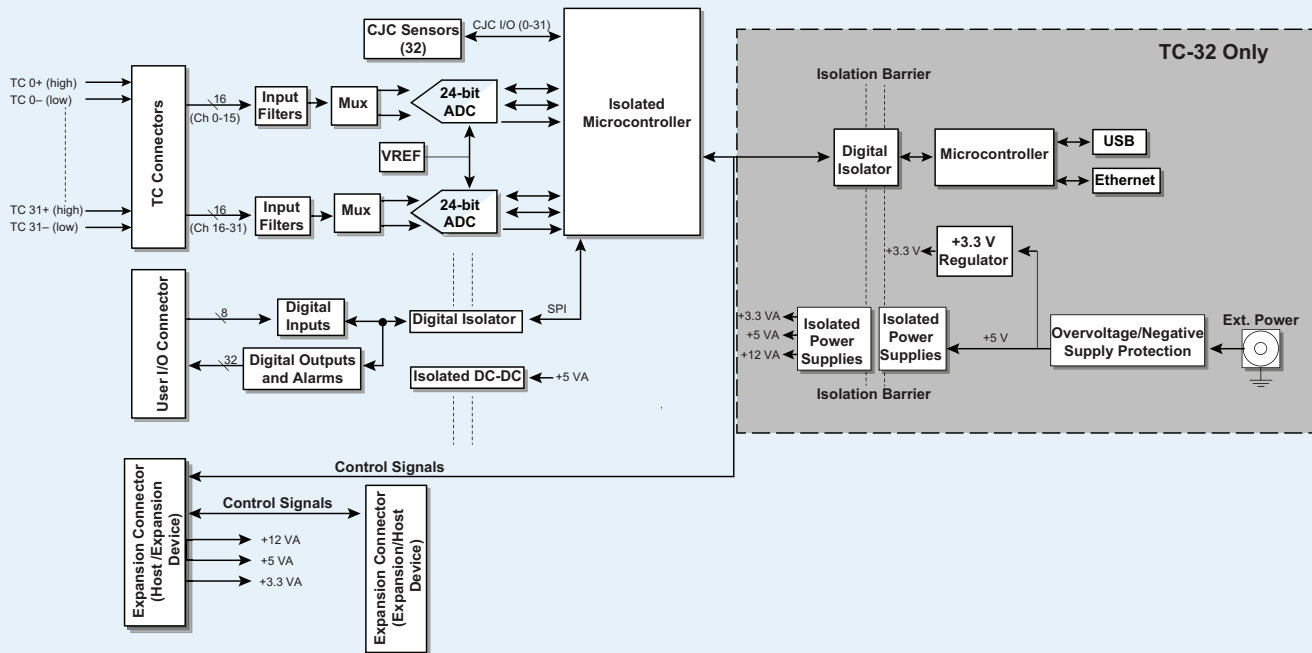 CJC Sensors
(32)
CJC I/O (0-31)
TC 0+ (high)
TC 0– (low)
TC 31+ (high)
TC 31– (low)
TC Connectors
16
(Ch 0-15)
Input
Filters
Mux
24-bit
ADC
VREF
16
(Ch 16-31)
Input
Filters
Mux
24-bit
ADC
Isolated
Microcontroller
User I/O Connector
8
Digital
Inputs
32
Digital Outputs
and Alarms
Digital Isolator
SPI
Isolated DC-DC
+5 VA
TC-32 Only
Isolation Barrier
Digital
Isolator
Microcontroller
USB
Ethernet
+3.3 V
+3.3 V
Regulator
+3.3 VA
+5 VA
+12 VA
Isolated
Power
Supplies
Isolated
Power
Supplies
+5 V
Overvoltage/Negative
Supply Protection
Ext. Power
Isolation Barrier
Control Signals
Expansion Connector
(Host /Expansion
Device)
Control Signals
+12 VA
+5 VA
+3.3 VA
Expansion Connector
(Expansion/Host
Device)